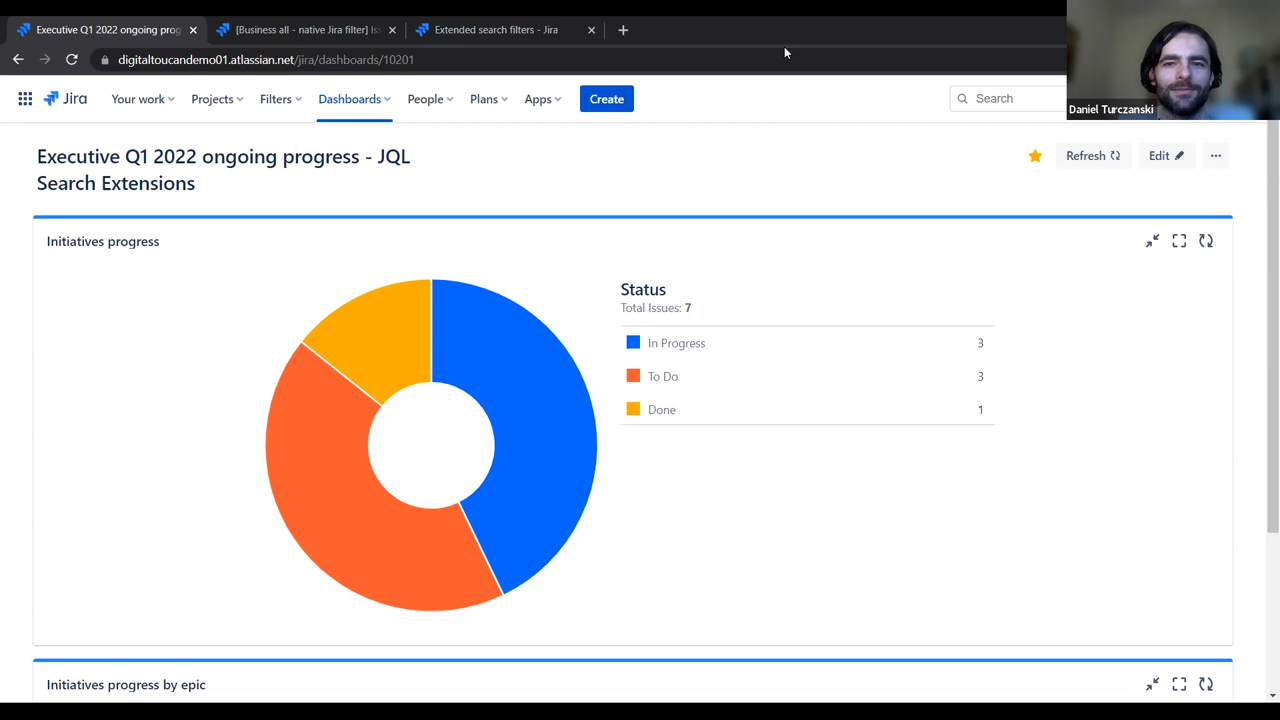 Executive Q1 2022 ongoing prog
[Business all - native Jira filter] Iss
Extended search filters - Jira
digitaltoucandemo01.atlassian.net/jira/dashboards/10201
Jira
Your work
Projects
Filters
Dashboards
People
Plans
Apps
Create
Search
Daniel Turczanski
Executive Q1 2022 ongoing progress - JQL
Search Extensions
Refresh
Edit
Initiatives progress
Status
Total Issues: 7
In Progress 3
To Do 3
Done 1
Initiatives progress by epic